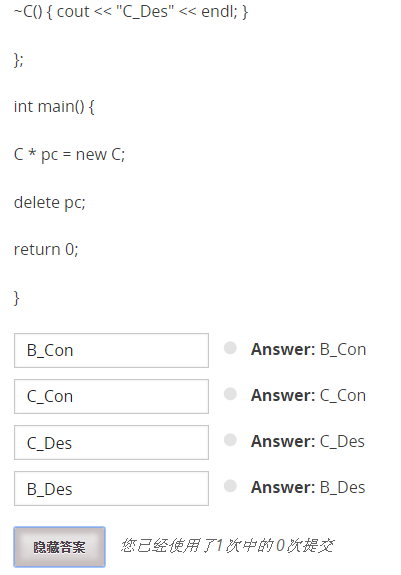 ~C() { cout << "C_Des" << endl; }
};
int main() {
C * pc = new C;
delete pc;
return 0;
}
B_Con Answer: B_Con
C_Con Answer: C_Con
C_Des Answer: C_Des
B_Des Answer: B_Des
隐藏答案 您已经使用了1次中的 0次提交